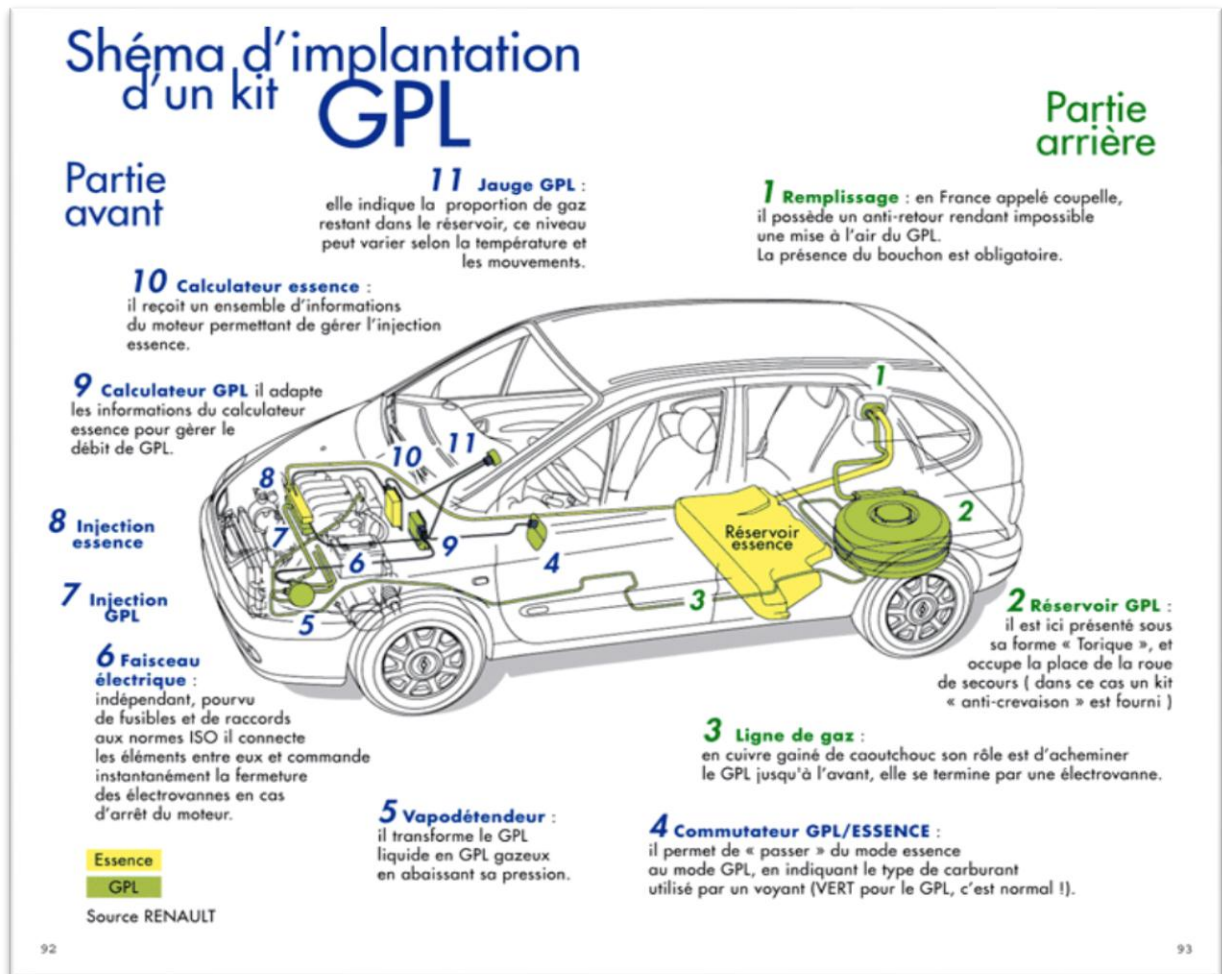 Shéma d'implantation
d'un kit GPL
Partie
avant
Partie
arrière
11 Jauge GPL :
elle indique la proportion de gaz
restant dans le réservoir, ce niveau
peut varier selon la température et
les mouvements.
1 Remplissage : en France appelé coupelle,
il possède un anti-retour rendant impossible
une mise à l'air du GPL.
La présence du bouchon est obligatoire.
10 Calculateur essence :
il reçoit un ensemble d'informations
du moteur permettant de gérer l'injection
essence.
9 Calculateur GPL il adapte
les informations du calculateur
essence pour gèrer le
débit de GPL.
1
10
11
8
8 Injection
essence
7
6
9
4
Réservoir
essence
2
7 Injection
GPL
5
3
2 Réservoir GPL :
il est ici présenté sous
sa forme « Torique », et
occupe la place de la roue
de secours ( dans ce cas un kit
« anti-crevaison » est fourni )
6 Faisceau
électrique :
indépendant, pourvu
de fusibles et de raccords
aux normes ISO il connecte
les éléments entre eux et commande
instantanément la fermeture
des électrovannes en cas
d'arrêt du moteur.
3 Ligne de gaz :
en cuivre gainé de caoutchouc son rôle est d'acheminer
le GPL jusqu'à l'avant, elle se termine par une électrovanne.
5 Vapodétendeur :
il transforme le GPL
liquide en GPL gazeux
en abaissant sa pression.
4 Commutateur GPL/ESSENCE :
il permet de « passer » du mode essence
au mode GPL, en indiquant le type de carburant
utilisé par un voyant (VERT pour le GPL, c'est normal !).
Essence
GPL
Source RENAULT
92
93